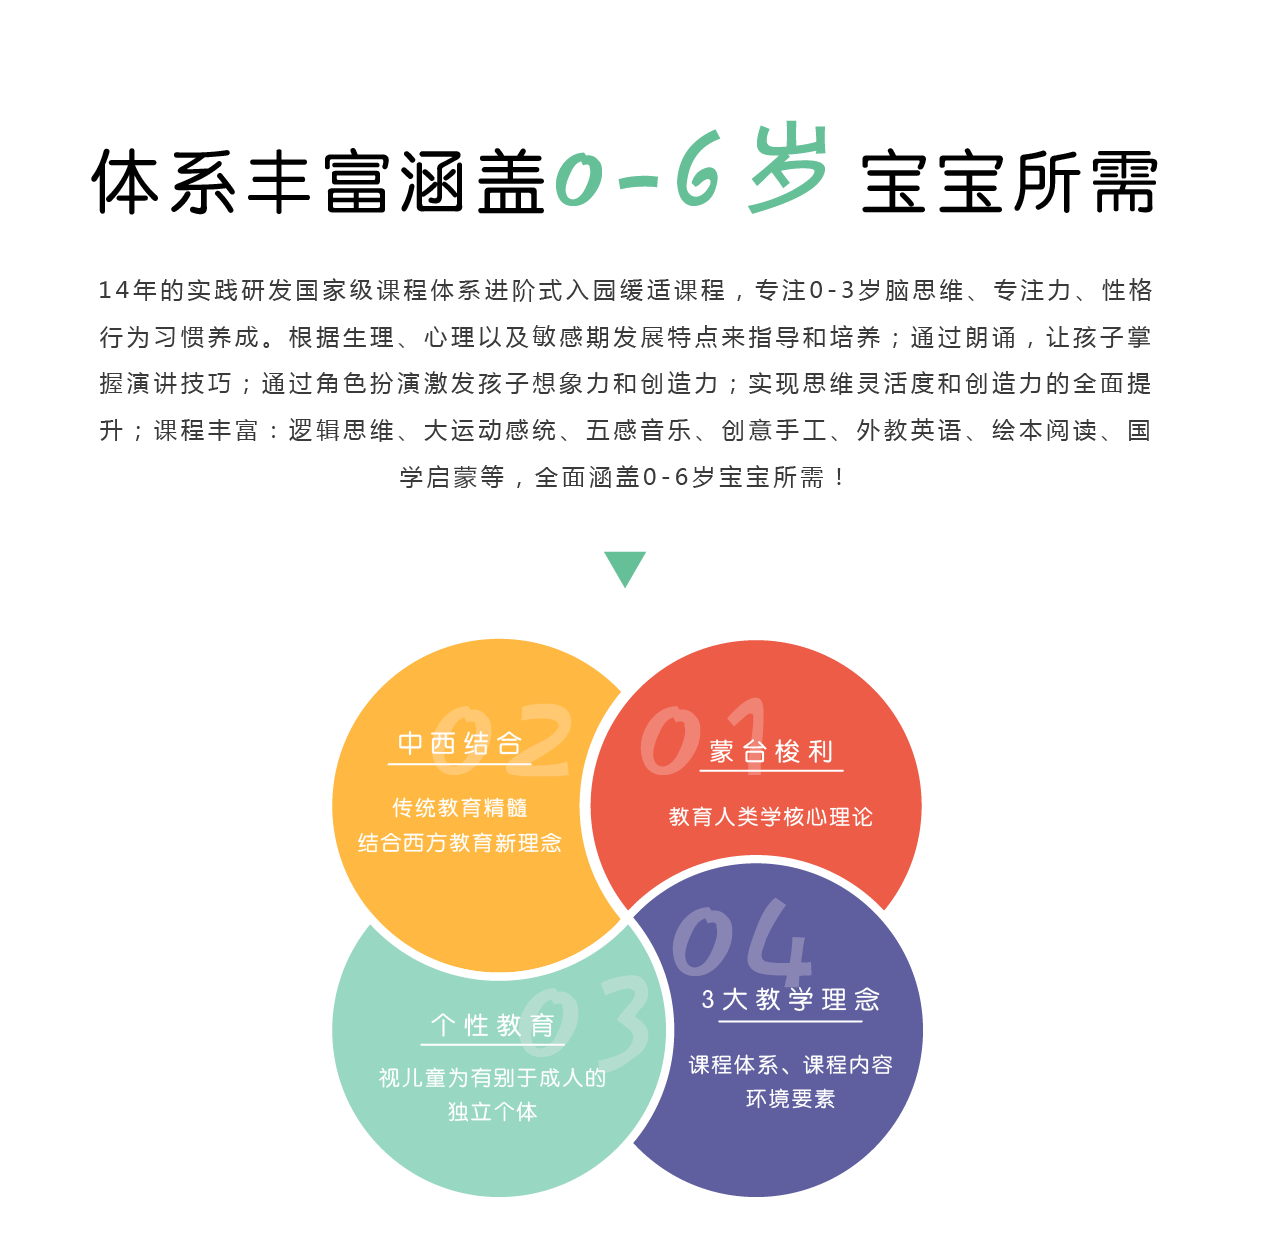 体系丰富涵盖0-6岁 宝宝所需
14年的实践研发国家级课程体系进阶式入园缓适课程，专注0-3岁脑思维、专注力、性格
行为习惯养成。根据生理、心理以及敏感期发展特点来指导和培养；通过朗诵，让孩子掌
握演讲技巧；通过角色扮演激发孩子想象力和创造力；实现思维灵活度和创造力的全面提
升；课程丰富：逻辑思维、大运动感统、五感音乐、创意手工、外教英语、绘本阅读、国
学启蒙等，全面涵盖0-6岁宝宝所需！
01
蒙台梭利
教育人类学核心理论
02
中西结合
传统教育精髓
结合西方教育新理念
03
个性教育
视儿童为有别于成人的
独立个体
04
3大教学理念
课程体系、课程内容
环境要素